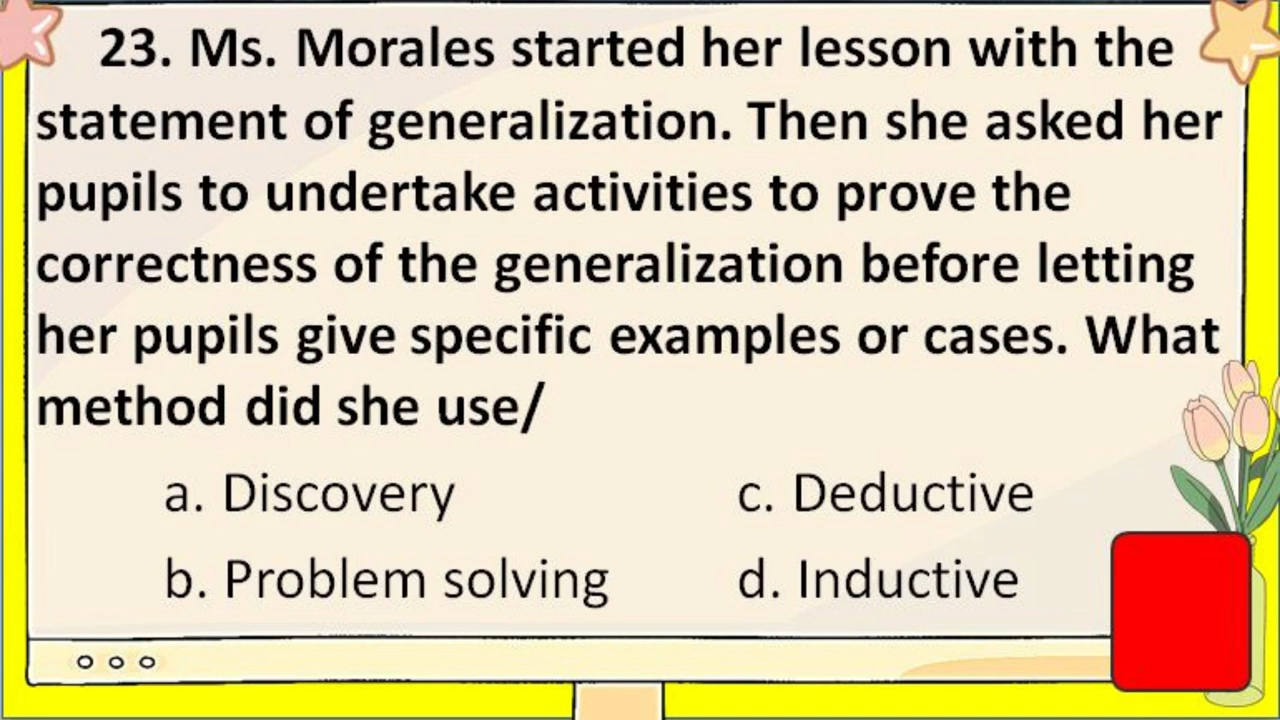 23. Ms. Morales started her lesson with the
statement of generalization. Then she asked her
pupils to undertake activities to prove the
correctness of the generalization before letting
her pupils give specific examples or cases. What
method did she use/
a. Discovery
c. Deductive
b. Problem solving
d. Inductive